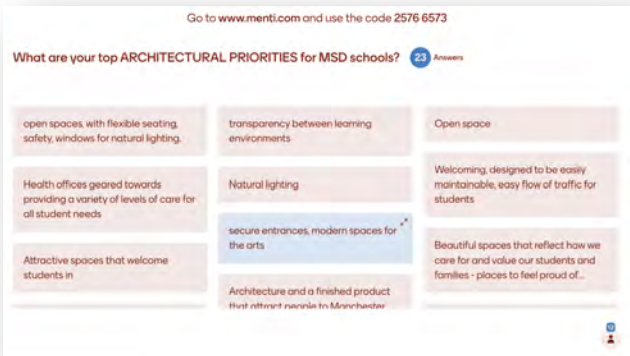 Go to www.menti.com and use the code 2576 6573
What are your top ARCHITECTURAL PRIORITIES for MSD schools?
23 Answers
open spaces, with flexible seating,
safety, windows for natural lighting.
Health offices geared towards
providing a variety of levels of care for
all student needs
Attractive spaces that welcome
students in
transparency between learning
environments
Natural lighting
secure entrances, modern spaces for
the arts
Architecture and a finished product
that attract people to Manchester
Open space
Welcoming, designed to be easily
maintainable, easy flow of traffic for
students
Beautiful spaces that reflect how we
care for and value our students and
families - places to feel proud of...